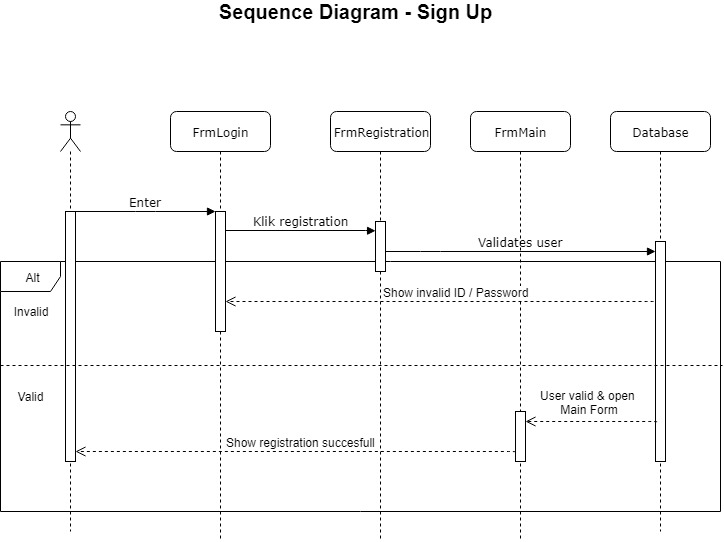 Sequence Diagram - Sign Up
FrmLogin
FrmRegistration
FrmMain
Database
Enter
Klik registration
Validates user
Alt
Show invalid ID / Password
Invalid
Valid
User valid & open
Main Form
Show registration succesfull